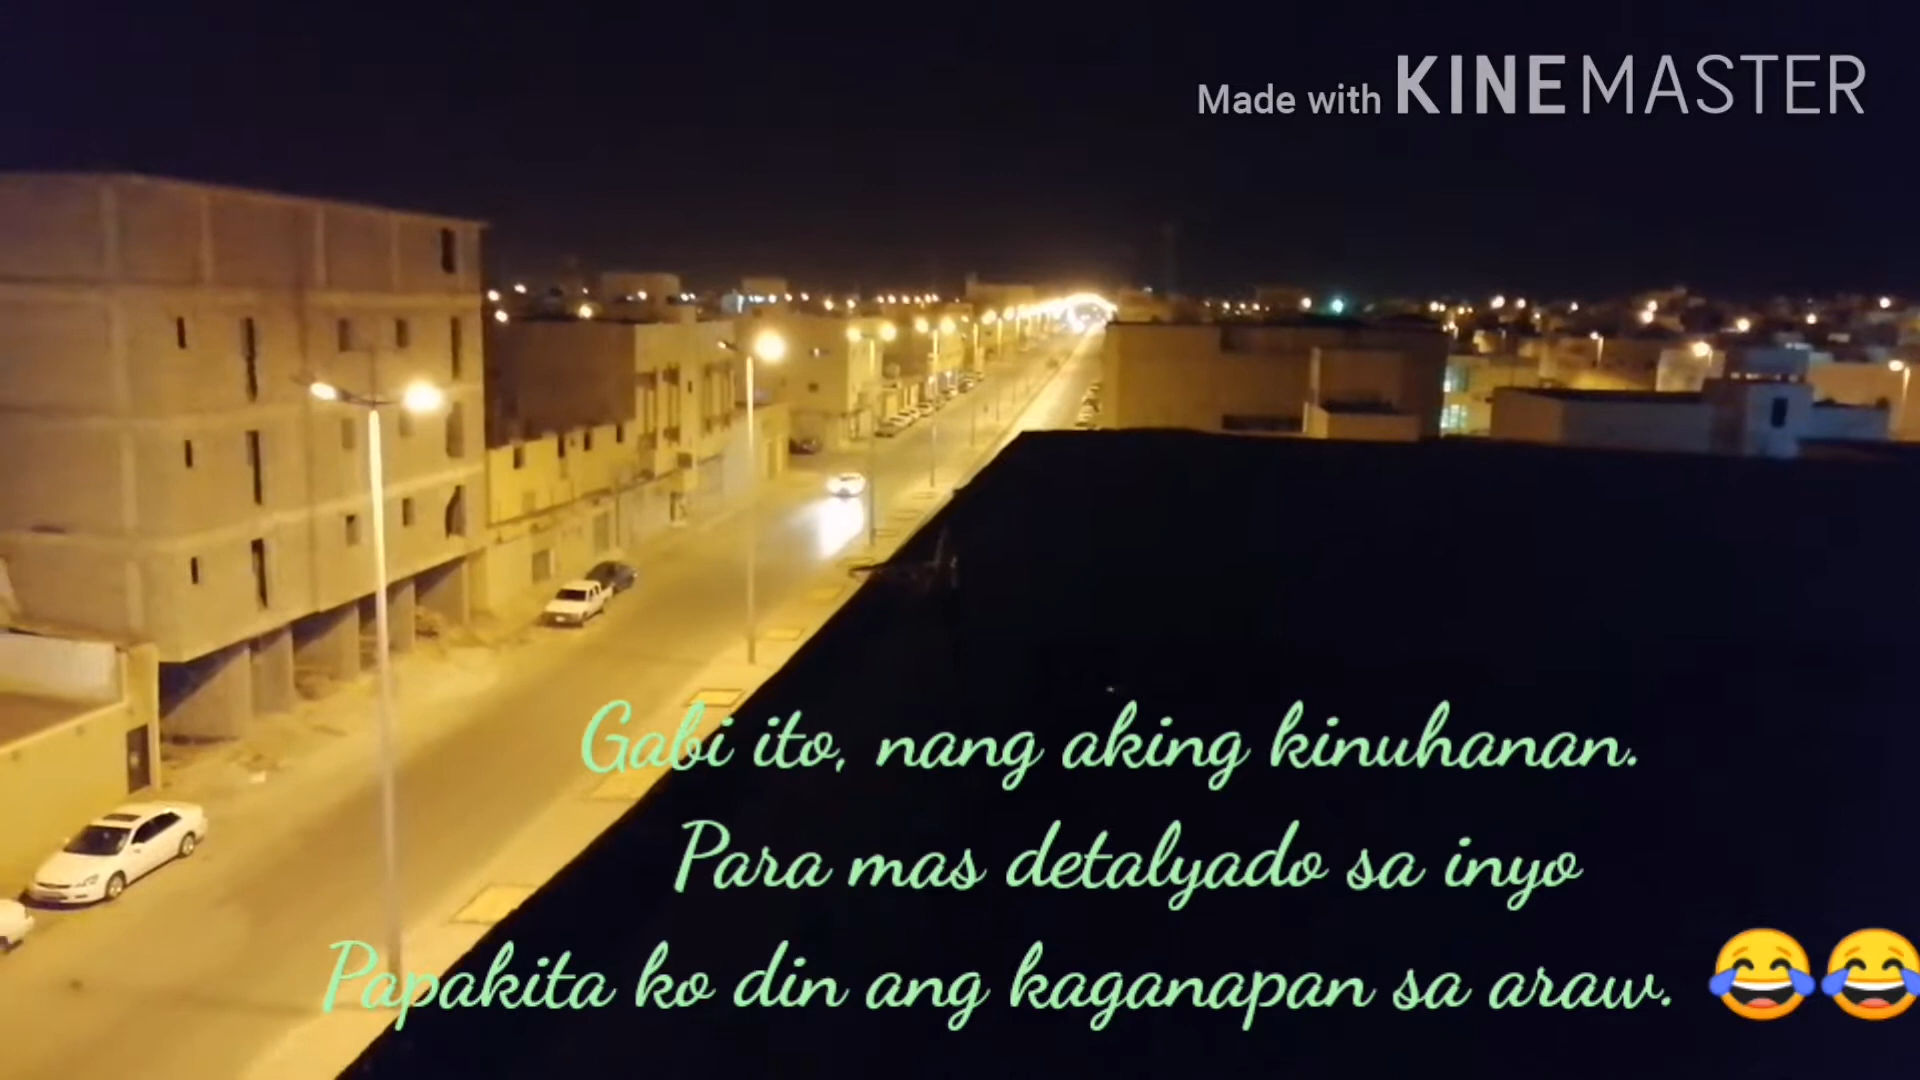 Made with KINEMASTER
Gabi ito, nang aking kinuhanan.
Para mas detalyado sa inyo
Papakita ko din ang kaganapan sa araw. 😂😂